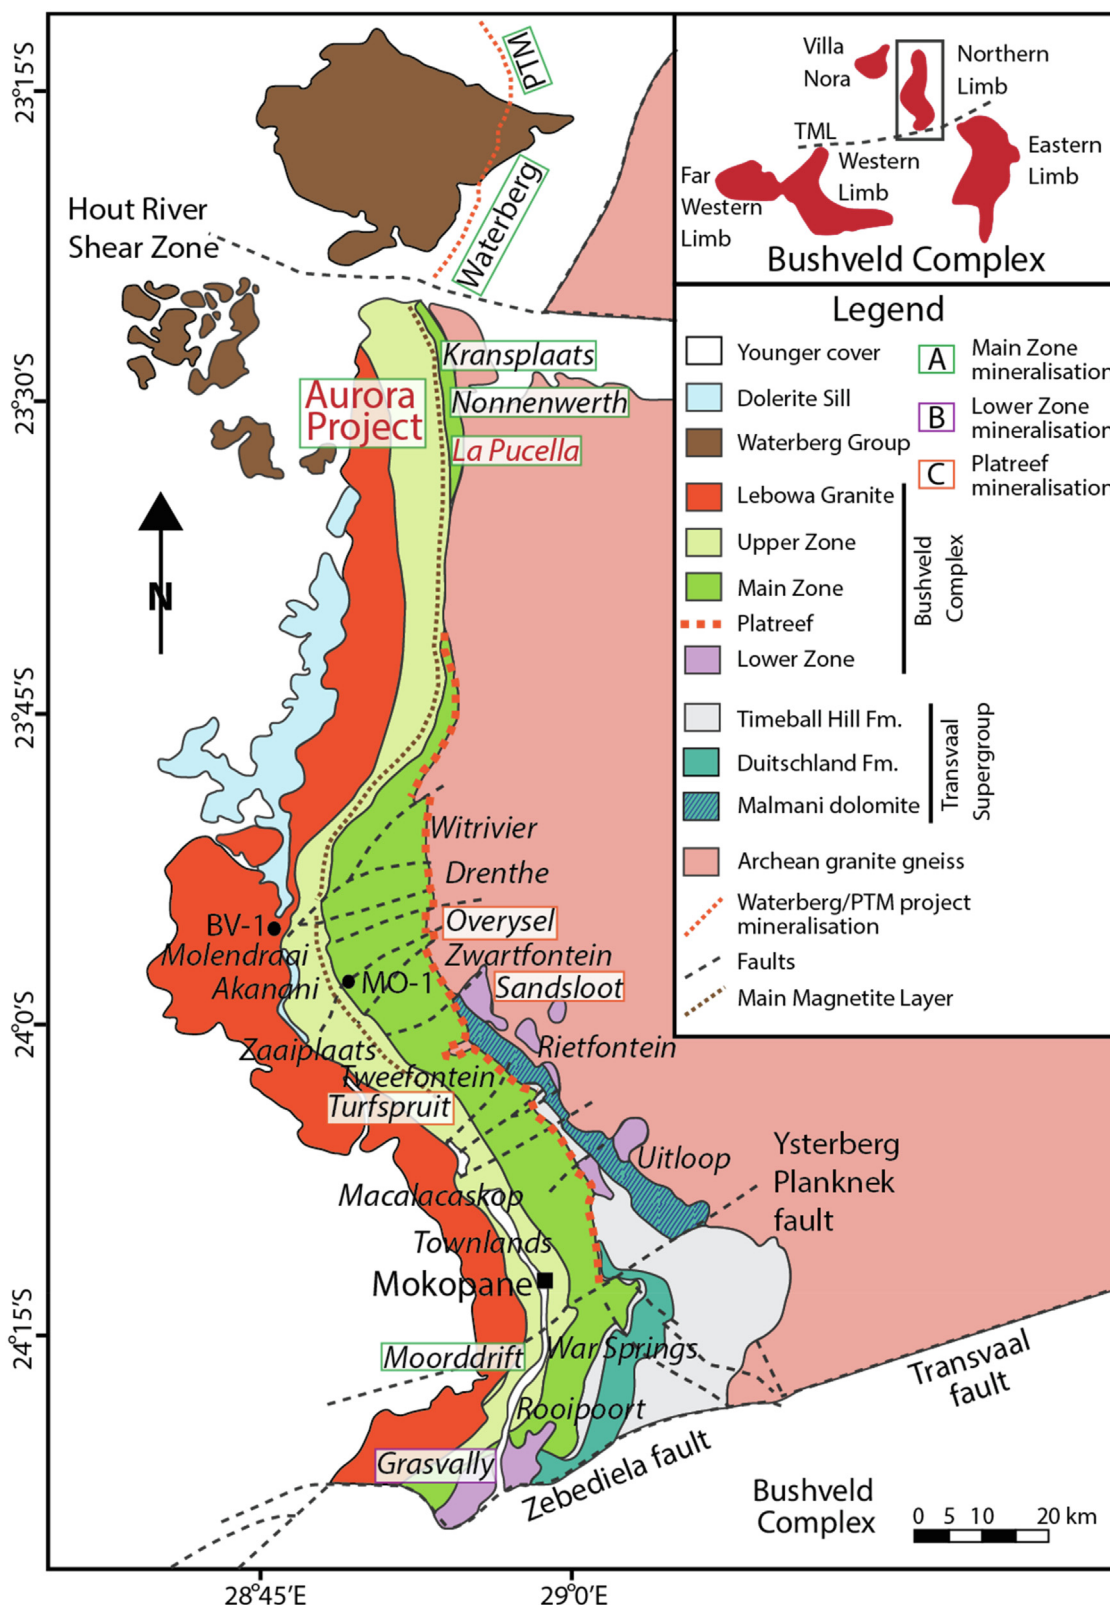 23°15′S
23°30′S
23°45′S
24°0′S
24°15′S
28°45′E
29°0′E
PTM
Waterberg
Hout River
Shear Zone
Kransplaats
Aurora
Project
Nonnenwerth
La Pucella
N
Witrivier
Drenthe
Overysel
BV-1
Molendraai
Zwartfontein
Akanani
MO-1
Sandsloot
Zaaiplaats
Rietfontein
Tweefontein
Turfspruit
Uitloop
Ysterberg
Planknek
fault
Macalacaskop
Townlands
Mokopane
Moorddrift
War Springs
Rooipoort
Grasvally
Zebediela fault
Transvaal
fault
Bushveld
Complex
0 5 10 20 km
Villa
Nora
Northern
Limb
TML
Far
Western
Limb
Western
Limb
Eastern
Limb
Bushveld Complex
Legend
Younger cover
Dolerite Sill
Waterberg Group
Lebowa Granite
Upper Zone
Main Zone
Platreef
Lower Zone
Bushveld
Complex
Timeball Hill Fm.
Duitschland Fm.
Malmani dolomite
Transvaal
Supergroup
Archean granite gneiss
Waterberg/PTM project
mineralisation
Faults
Main Magnetite Layer
A Main Zone
mineralisation
B Lower Zone
mineralisation
C Platreef
mineralisation